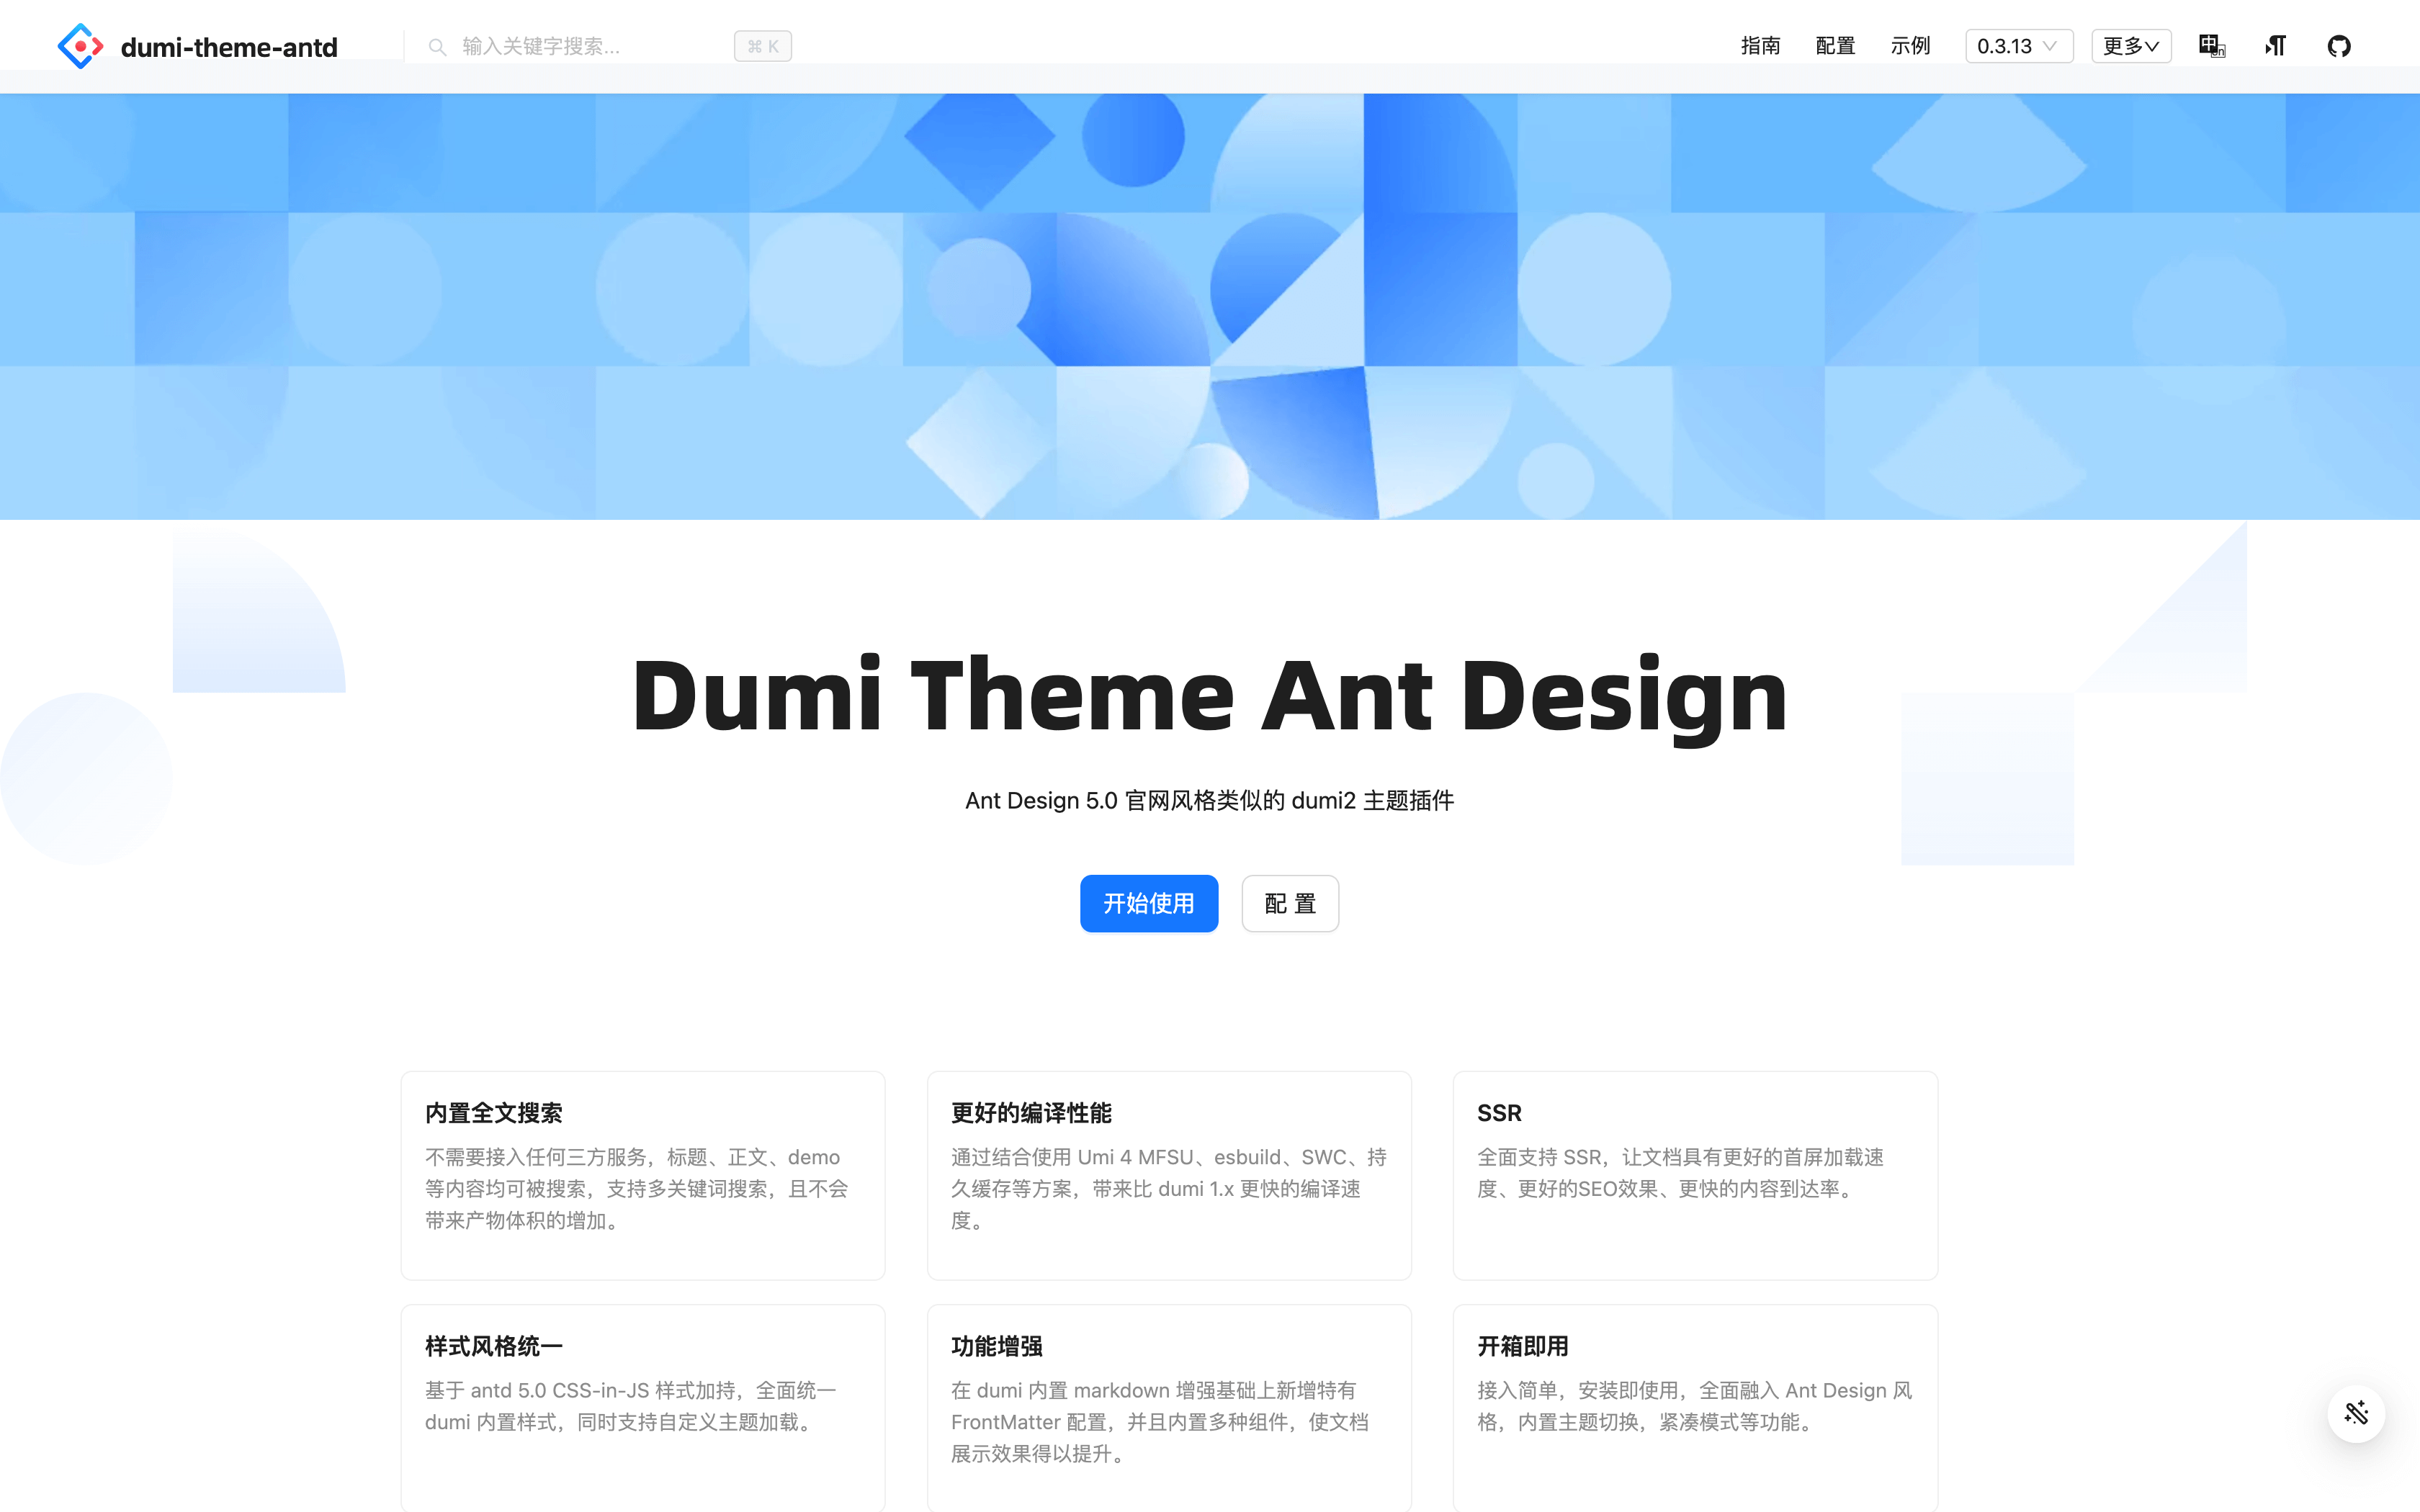 dumi-theme-antd
输入关键字搜索...
⌘ K
指南
配置
示例
0.3.13
更多
中
en
Dumi Theme Ant Design
Ant Design 5.0 官网风格类似的 dumi2 主题插件
开始使用
配 置
内置全文搜索
不需要接入任何三方服务，标题、正文、demo
等内容均可被搜索，支持多关键词搜索，且不会
带来产物体积的增加。
更好的编译性能
通过结合使用 Umi 4 MFSU、esbuild、SWC、持
久缓存等方案，带来比 dumi 1.x 更快的编译速
度。
SSR
全面支持 SSR，让文档具有更好的首屏加载速
度、更好的SEO效果、更快的内容到达率。
样式风格统一
基于 antd 5.0 CSS-in-JS 样式加持，全面统一
dumi 内置样式，同时支持自定义主题加载。
功能增强
在 dumi 内置 markdown 增强基础上新增特有
FrontMatter 配置，并且内置多种组件，使文档
展示效果得以提升。
开箱即用
接入简单，安装即使用，全面融入 Ant Design 风
格，内置主题切换，紧凑模式等功能。